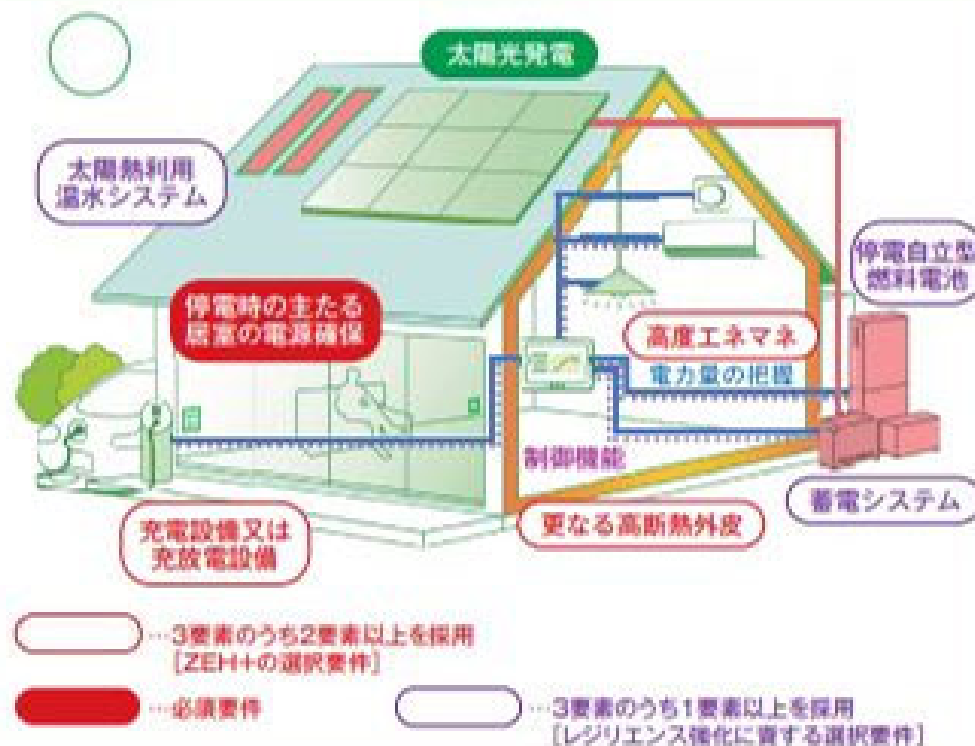 太陽光発電
太陽熱利用
温水システム
停電自立型
燃料電池
停電時の主たる
居室の電源確保
高度エネマネ
電力量の把握
制御機能
蓄電システム
充電設備又は
充放電設備
更なる高断熱外皮
…3要素のうち2要素以上を採用
[ZEH+の選択要件]
…必須要件
…3要素のうち1要素以上を採用
[レジリエンス強化に資する選択要件]